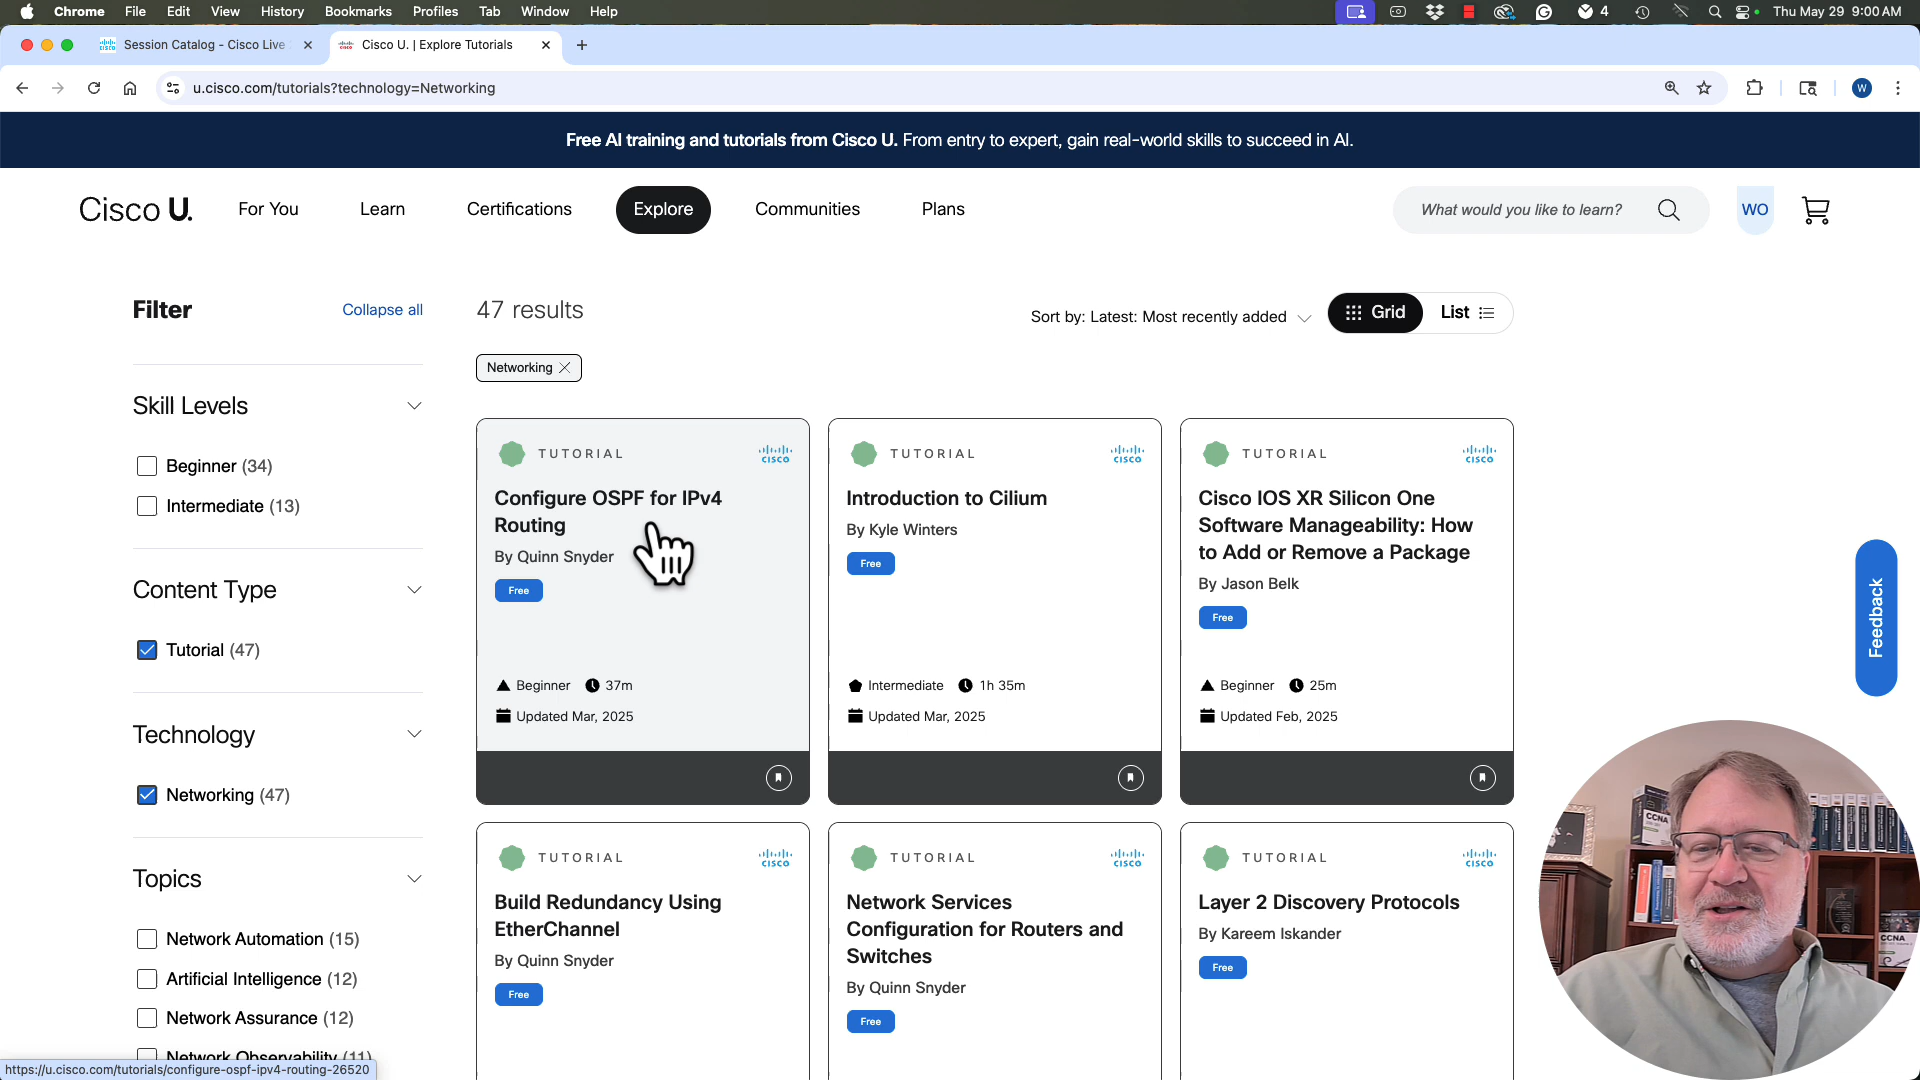 Chrome File Edit View History Bookmarks Profiles Tab Window Help 4 Thu May 29 9:00 AM
Session Catalog - Cisco Live
Cisco U. | Explore Tutorials
u.cisco.com/tutorials?technology=Networking
W
Free AI training and tutorials from Cisco U. From entry to expert, gain real-world skills to succeed in AI.
Cisco U. For You Learn Certifications Explore Communities Plans What would you like to learn? WO
Filter Collapse all
Skill Levels
Beginner (34)
Intermediate (13)
Content Type
Tutorial (47)
Technology
Networking (47)
Topics
Network Automation (15)
Artificial Intelligence (12)
Network Assurance (12)
Network Observability (11)
https://u.cisco.com/tutorials/configure-ospf-ipv4-routing-26520
47 results
Sort by: Latest: Most recently added
Grid List
Networking
TUTORIAL
CISCO
Configure OSPF for IPv4
Routing
By Quinn Snyder
Free
Beginner 37m
Updated Mar, 2025
TUTORIAL
CISCO
Introduction to Cilium
By Kyle Winters
Free
Intermediate 1h 35m
Updated Mar, 2025
TUTORIAL
CISCO
Cisco IOS XR Silicon One
Software Manageability: How
to Add or Remove a Package
By Jason Belk
Free
Beginner 25m
Updated Feb, 2025
TUTORIAL
CISCO
Build Redundancy Using
EtherChannel
By Quinn Snyder
Free
TUTORIAL
CISCO
Network Services
Configuration for Routers and
Switches
By Quinn Snyder
Free
TUTORIAL
CISCO
Layer 2 Discovery Protocols
By Kareem Iskander
Free
Feedback
CCNA
CCNA